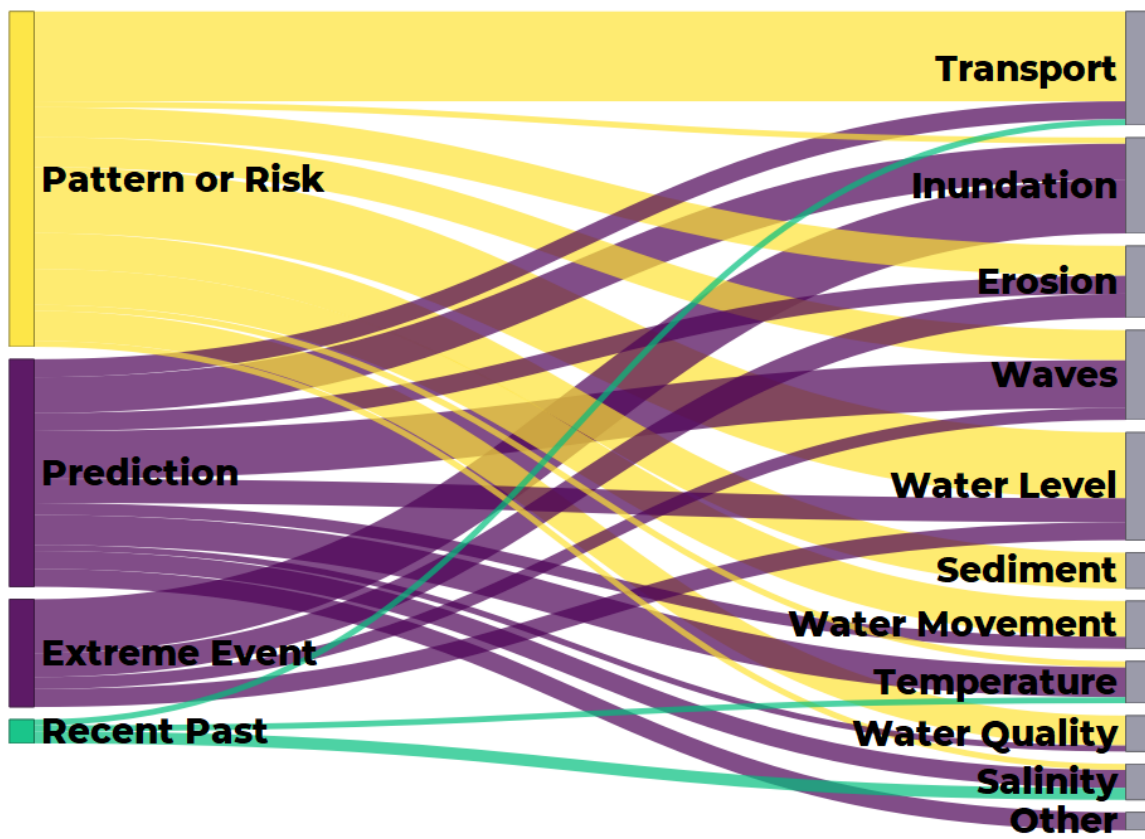 Pattern or Risk
Prediction
Extreme Event
Recent Past
Transport
Inundation
Erosion
Waves
Water Level
Sediment
Water Movement
Temperature
Water Quality
Salinity
Other